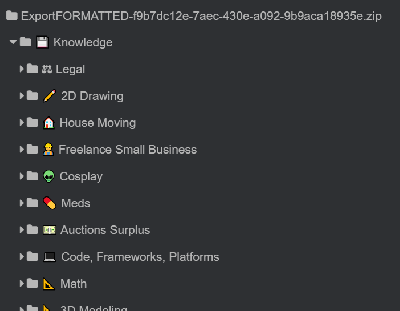 ExportFORMATTED-f9b7dc12e-7aec-430e-a092-9b9aca18935e.zip
💾 Knowledge
⚖ Legal
🖌 2D Drawing
🏠 House Moving
👷 Freelance Small Business
👽 Cosplay
💊 Meds
💵 Auctions Surplus
💻 Code, Frameworks, Platforms
📐 Math
📐 3D Modeling